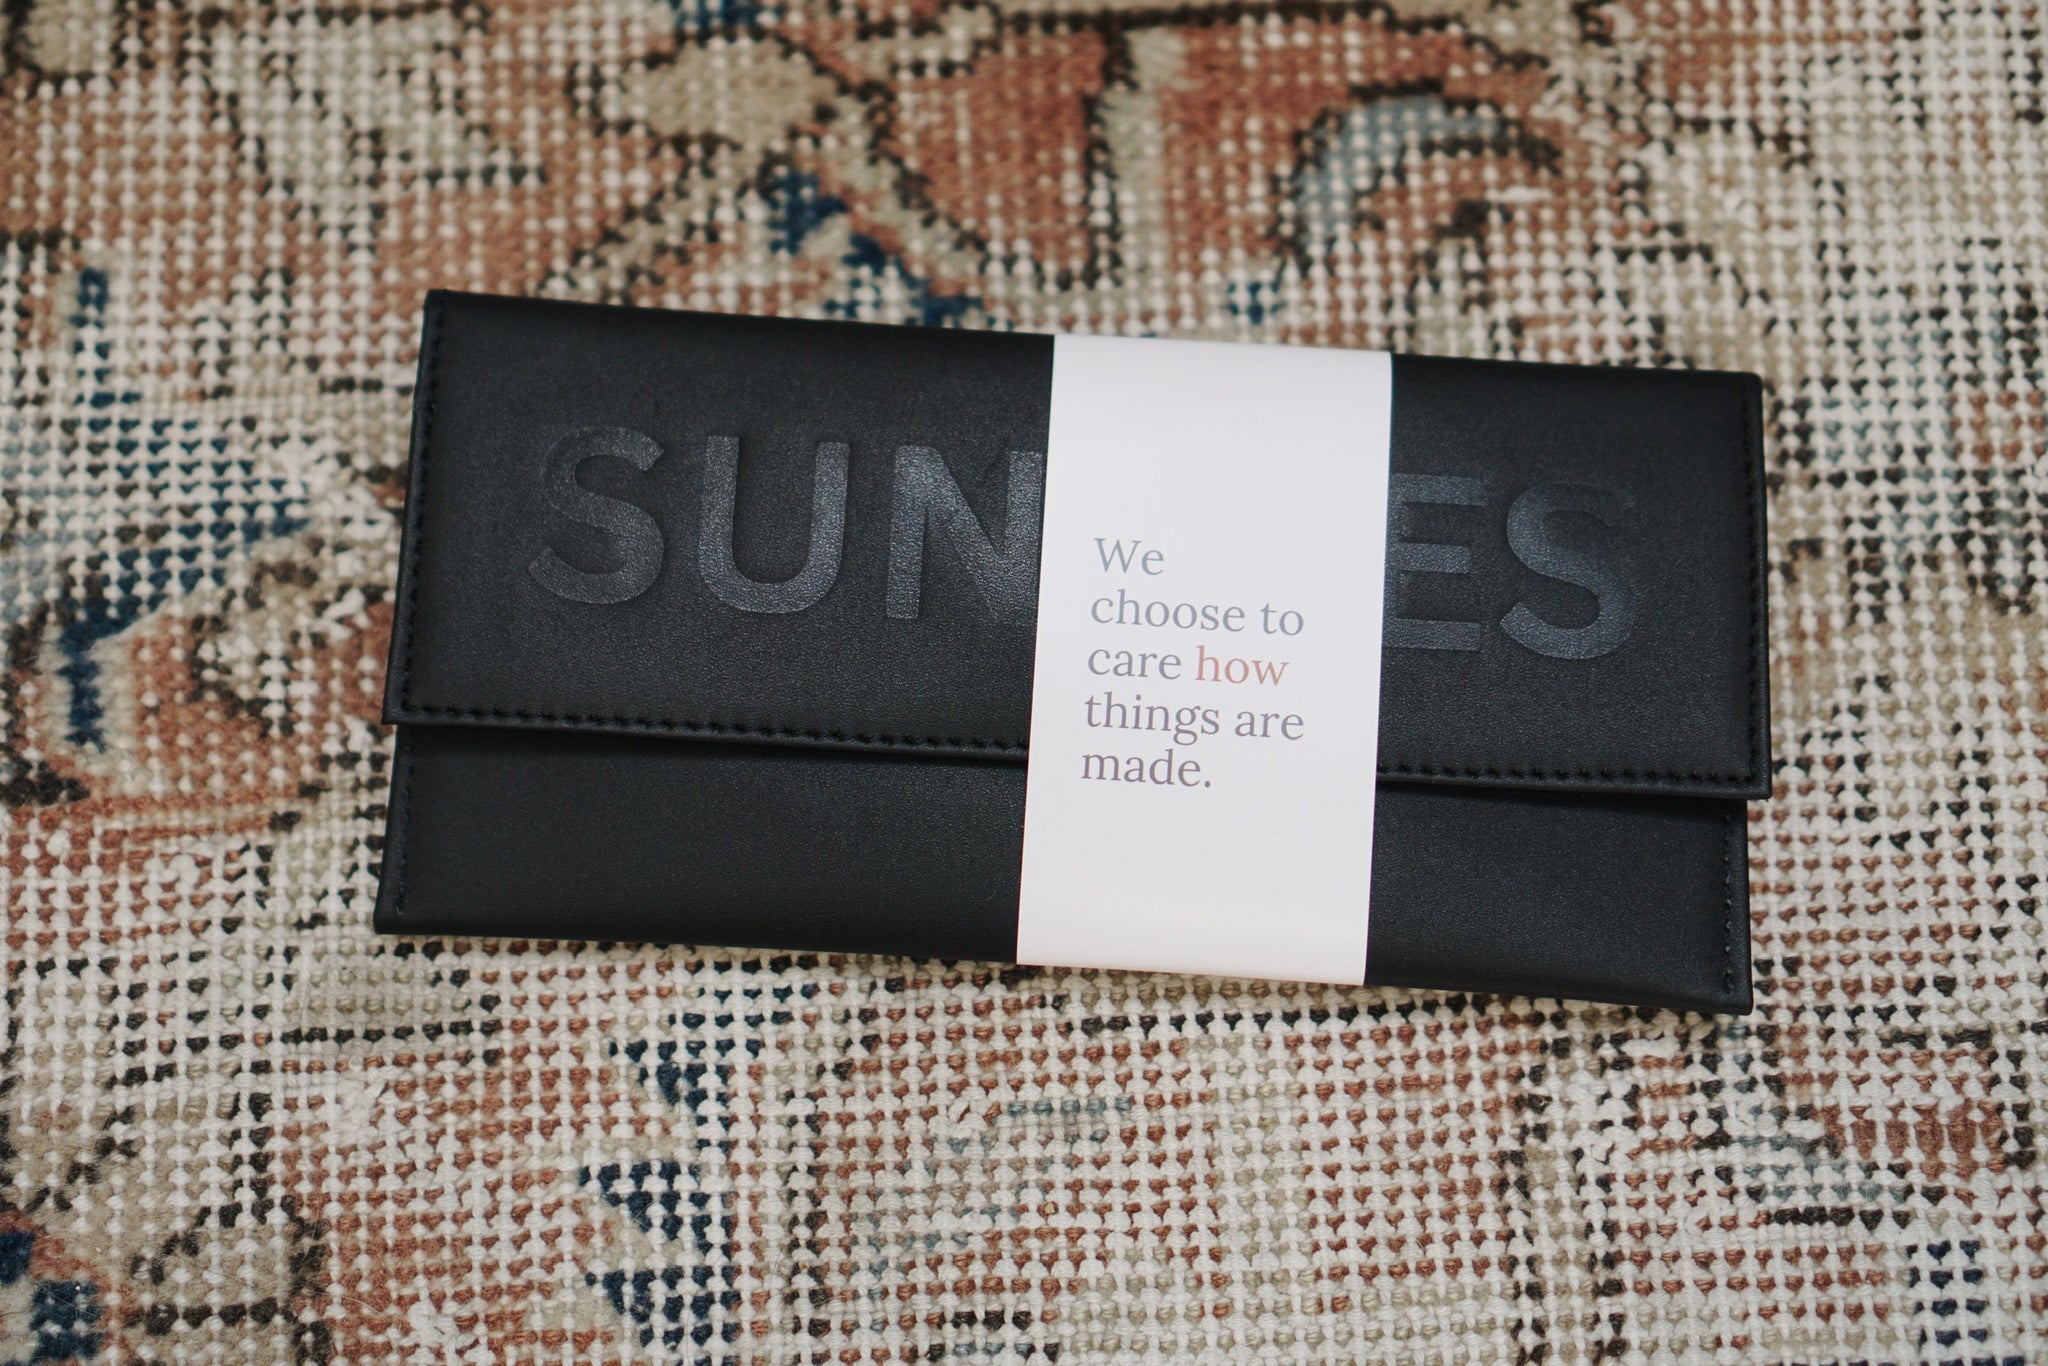 SUN ES
We
choose to
care how
things are
made.